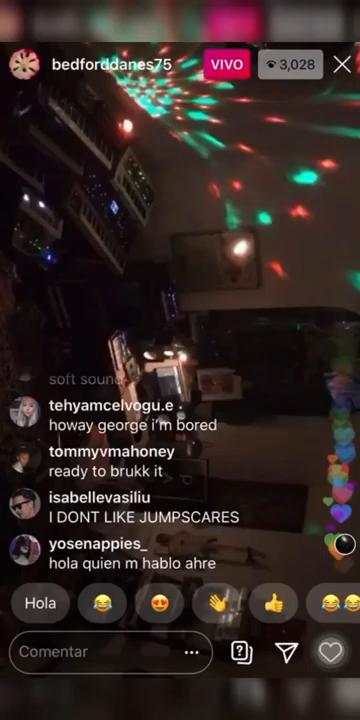 bedforddanes75
VIVO
3,028
soft sound
tehyamcelvogu.e
howay george i'm bored
tommyvmahoney
ready to brukk it
isabellevasiliu
I DONT LIKE JUMPSCARES
yosenappies_
hola quien m hablo ahre
Hola
Comentar